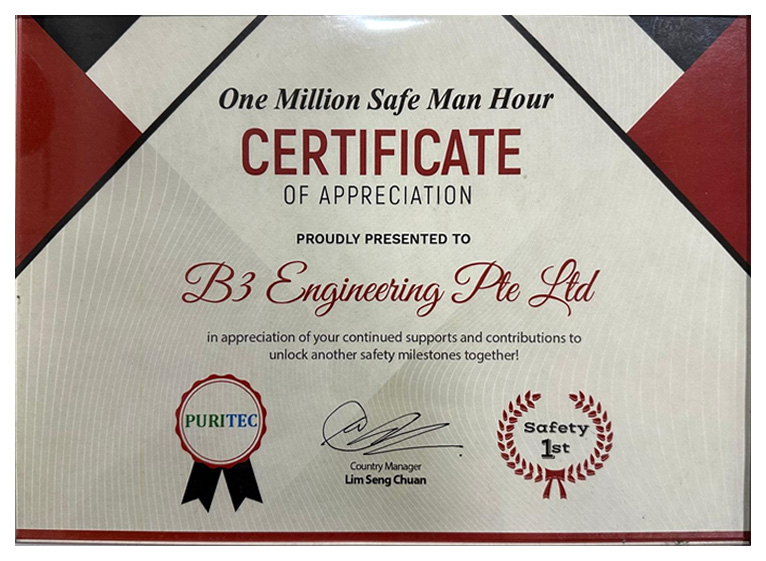 One Million Safe Man Hour
CERTIFICATE
OF APPRECIATION
PROUDLY PRESENTED TO
B3 Engineering Pte Ltd
in appreciation of your continued supports and contributions to
unlock another safety milestones together!
PURITEC
Country Manager
Lim Seng Chuan
Safety
1st